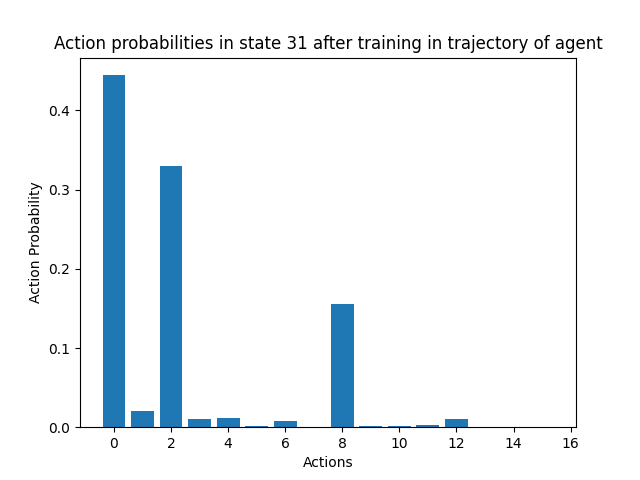 Action probabilities in state 31 after training in trajectory of agent
Action Probability
0.4
0.3
0.2
0.1
0.0
0 2 4 6 8 10 12 14 16
Actions